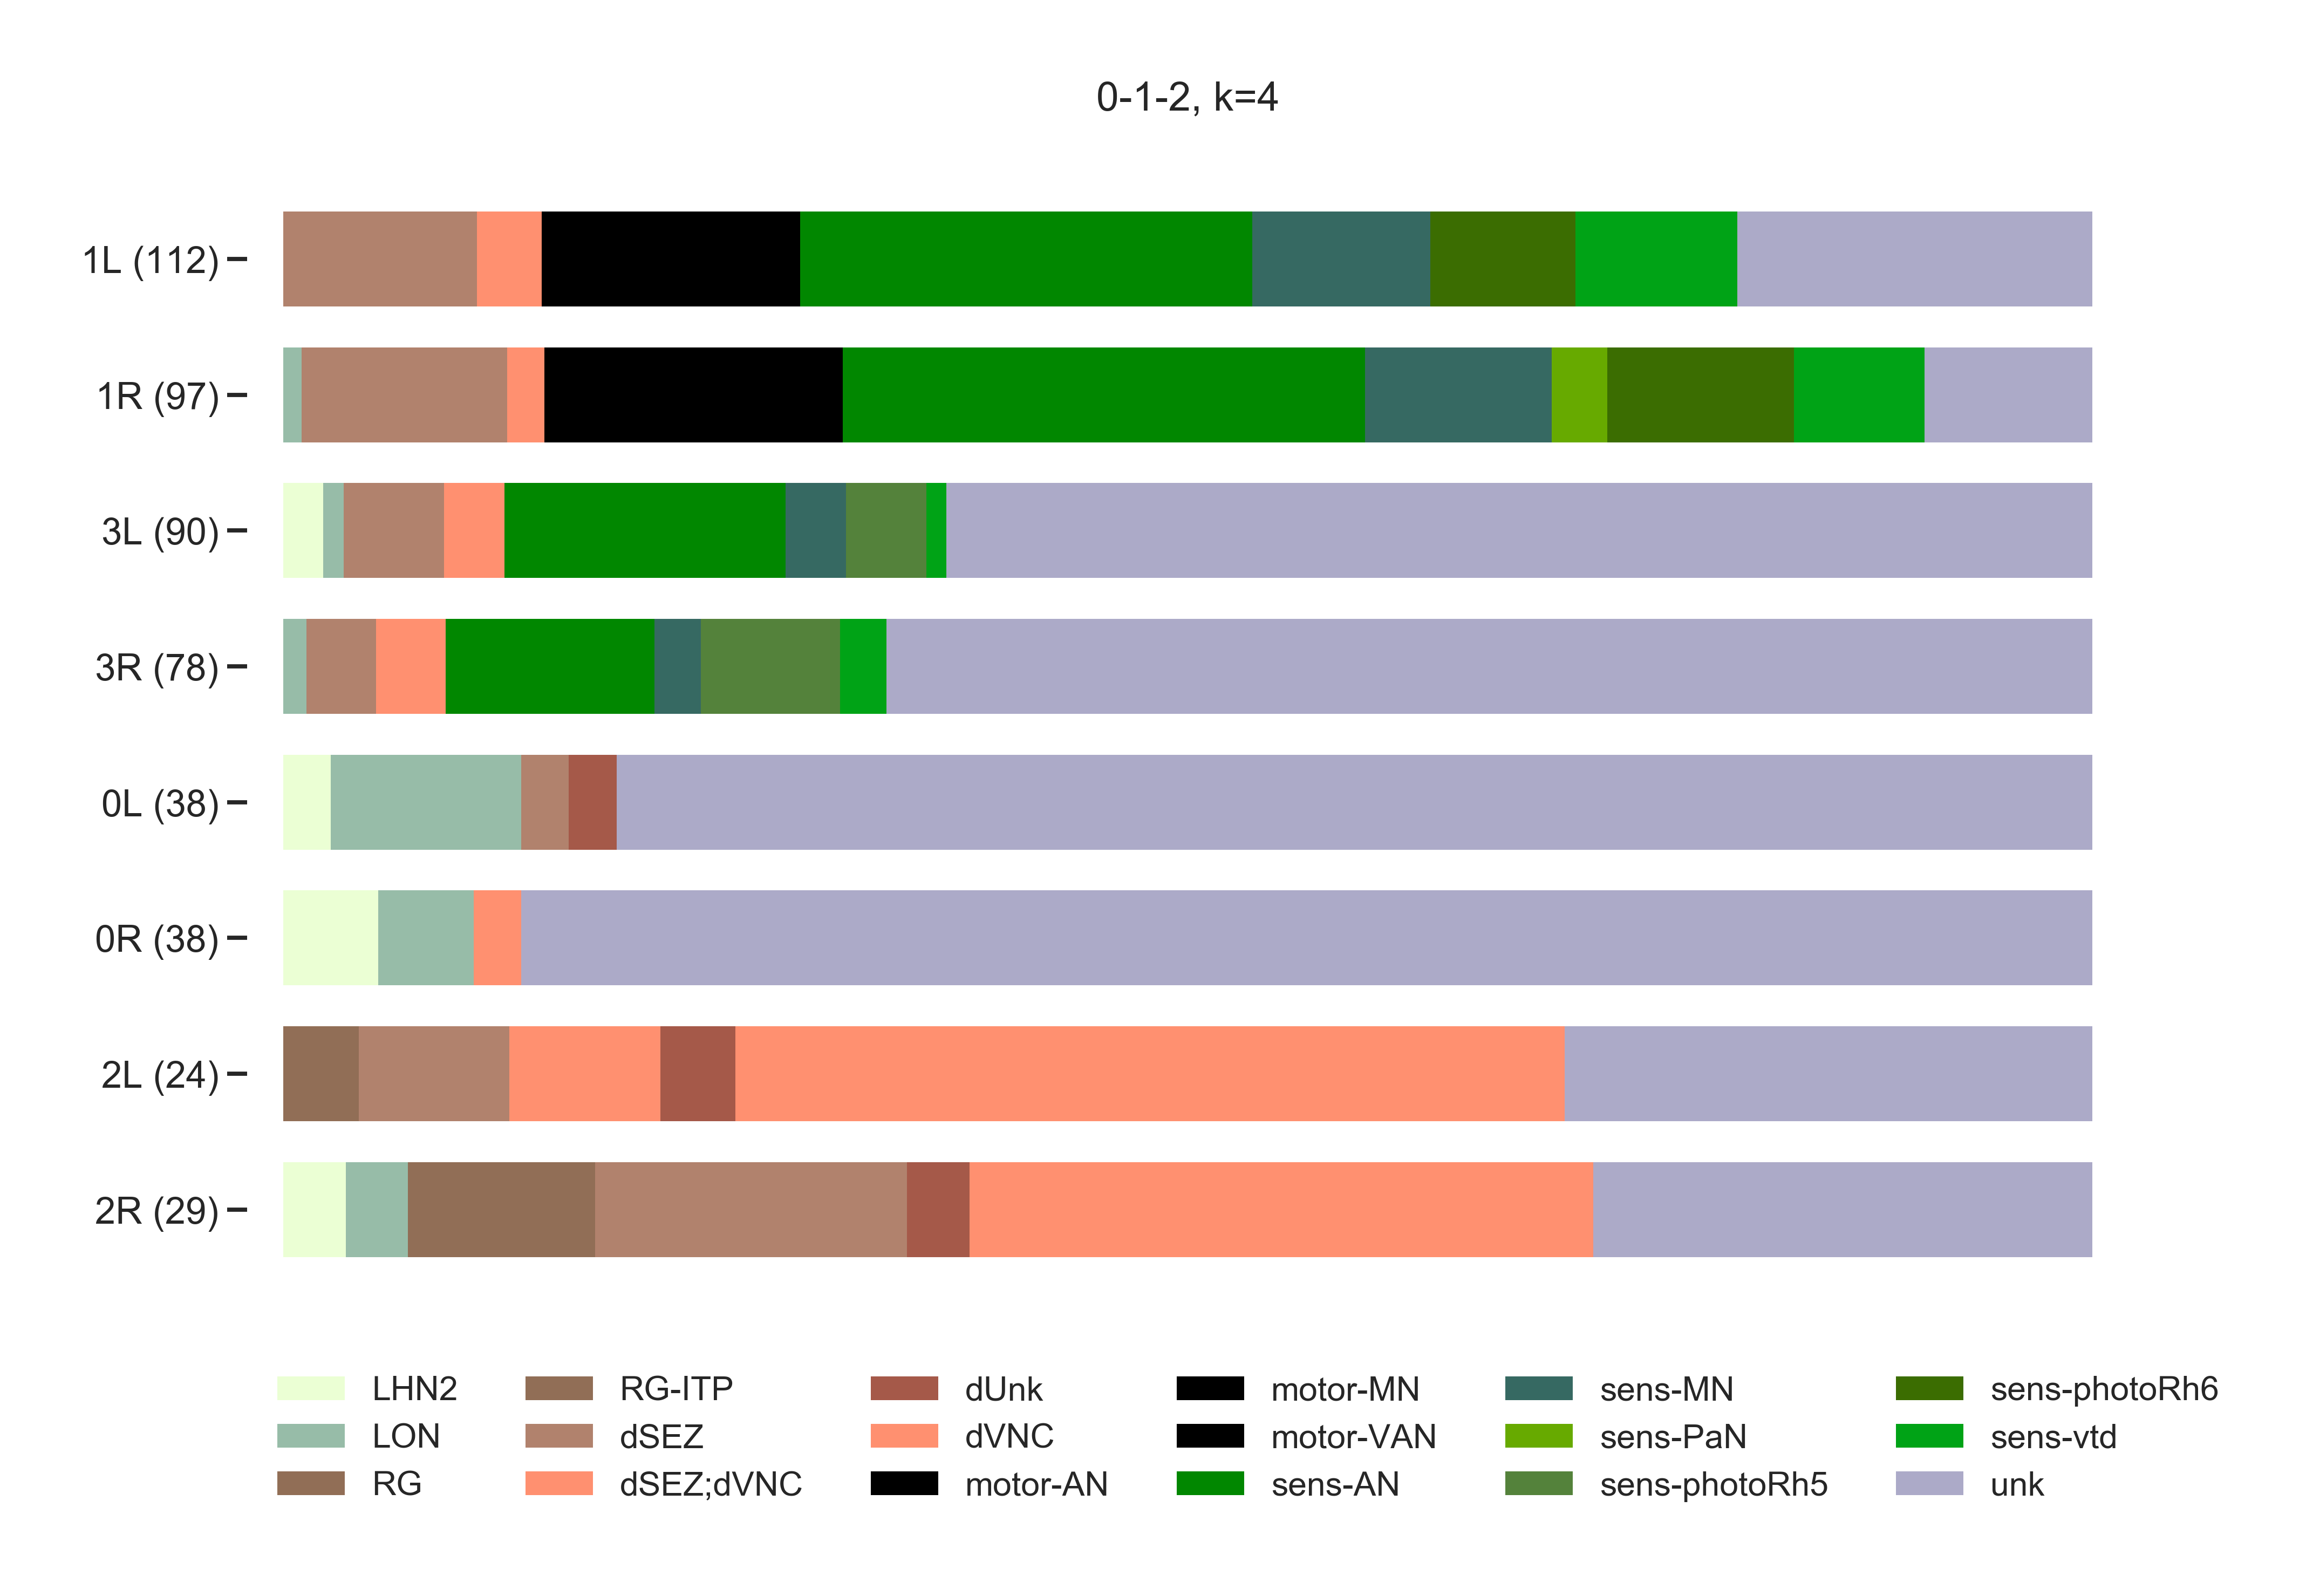 0-1-2, k=4
1L (112)
1R (97)
3L (90)
3R (78)
0L (38)
0R (38)
2L (24)
2R (29)
LHN2 RG-ITP dUnk motor-MN sens-MN sens-photoRh6
LON dSEZ dVNC motor-VAN sens-PaN sens-vtd
RG dSEZ;dVNC motor-AN sens-AN sens-photoRh5 unk